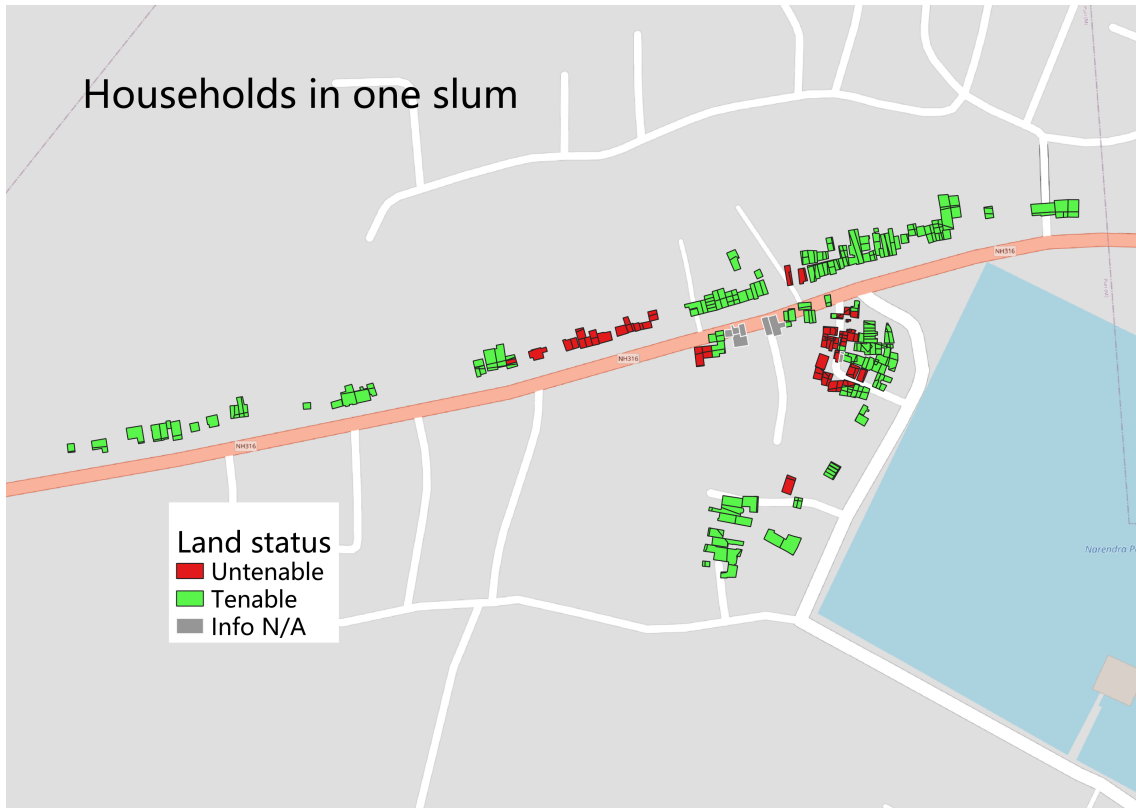 Households in one slum
NH316
NH316
NH316
Land status
Untenable
Tenable
Info N/A
Narendra P